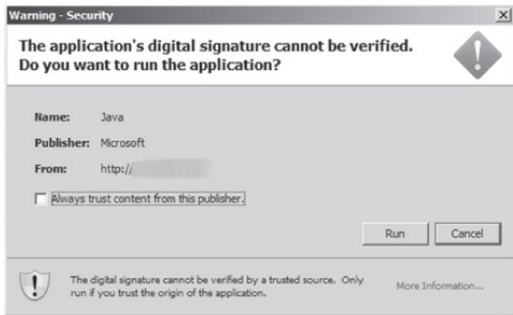 Warning - Security
The application's digital signature cannot be verified.
Do you want to run the application?
Name: Java
Publisher: Microsoft
From: http://
Always trust content from this publisher.
Run Cancel
The digital signature cannot be verified by a trusted source. Only
run if you trust the origin of the application.
More Information...